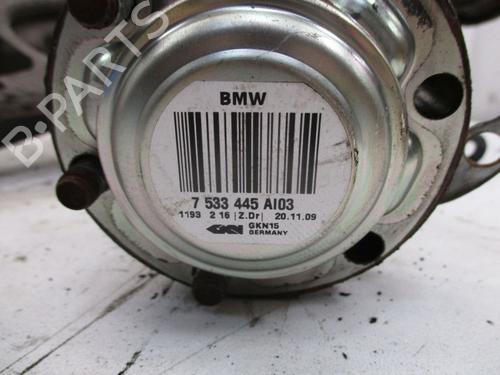 B-PARTS
BMW
7 533 445 AI03
1193 2 16 |Z.Dr| 20.11.09
GKN GKN15
GERMANY